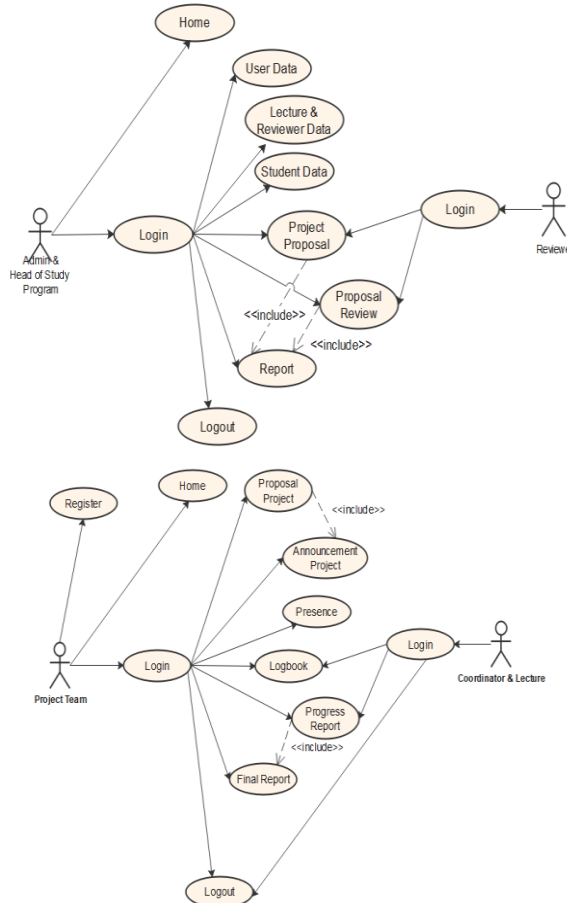 Home
User Data
Lecture &
Reviewer Data
Student Data
Login
Project
Proposal
Login
Admin &
Head of Study
Program
Reviewe
Proposal
Review
<<include>>
<<include>>
Report
Logout
Register
Home
Proposal
Project
<<include>>
Announcement
Project
Presence
Login
Logbook
Login
Project Team
Coordinator & Lecture
Progress
Report
<<include>>
Final Report
Logout